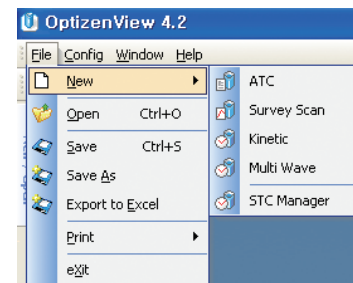 OptizenView 4.2
File Config Window Help
New
Open Ctrl+O
Save Ctrl+S
Save As
Export to Excel
Print
eXit
ATC
Survey Scan
Kinetic
Multi Wave
STC Manager